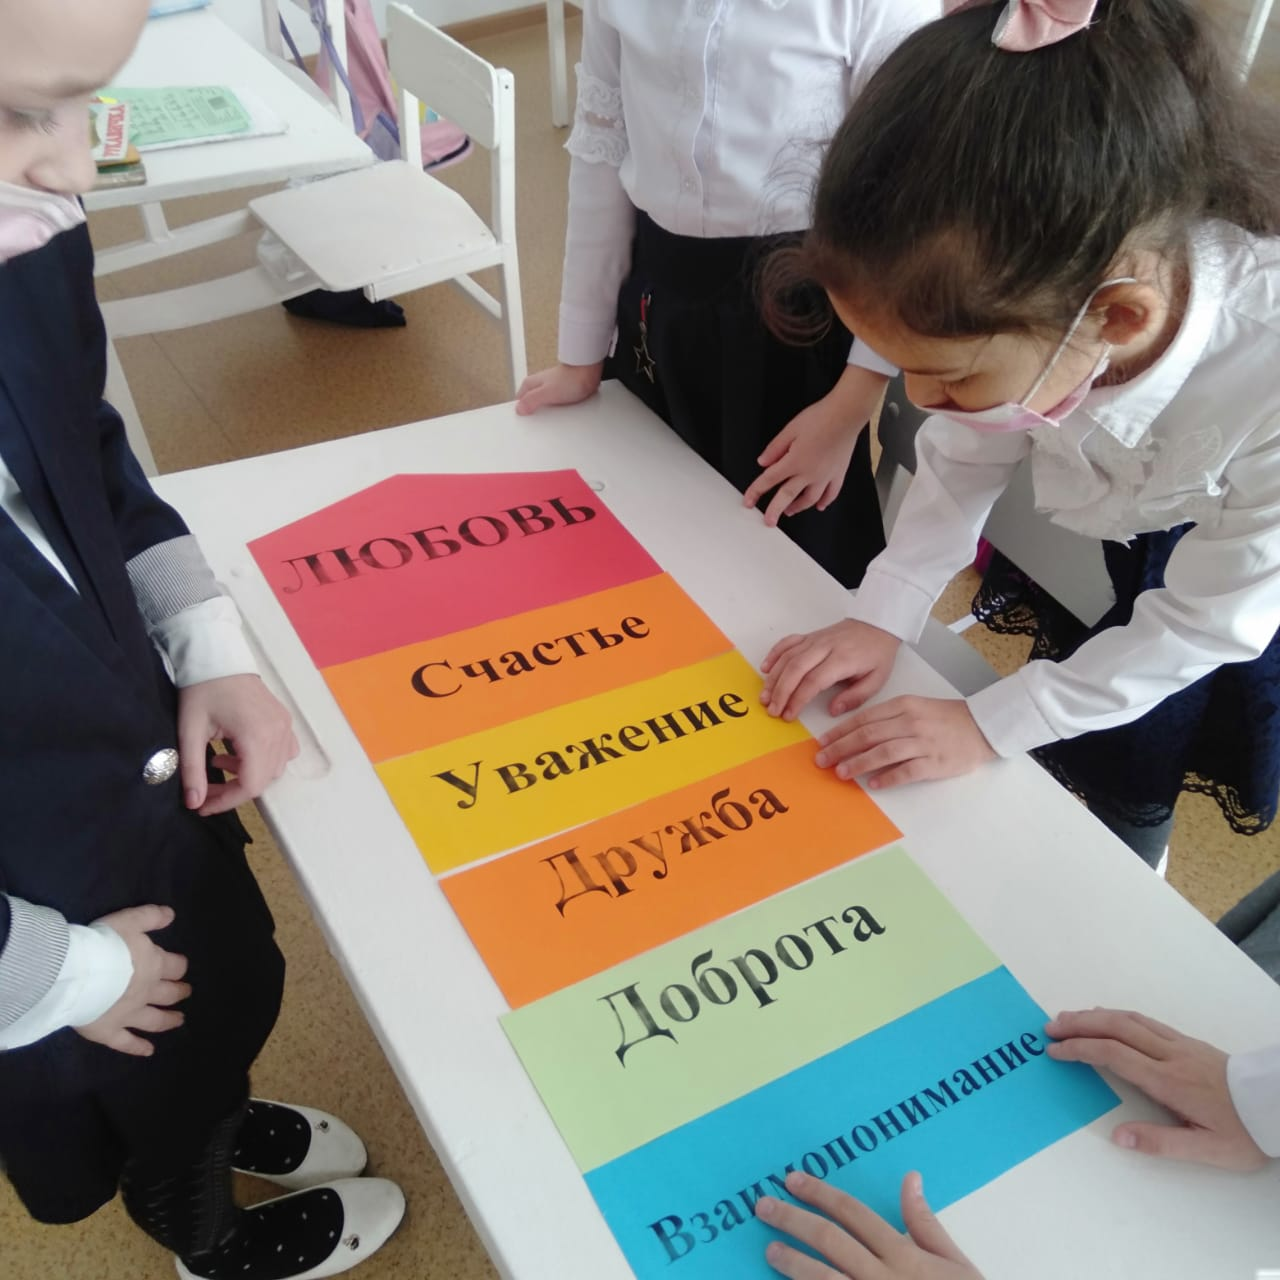 ЛЮБОВЬ
Счастье
Уважение
Дружба
Доброта
Взаимопонимание